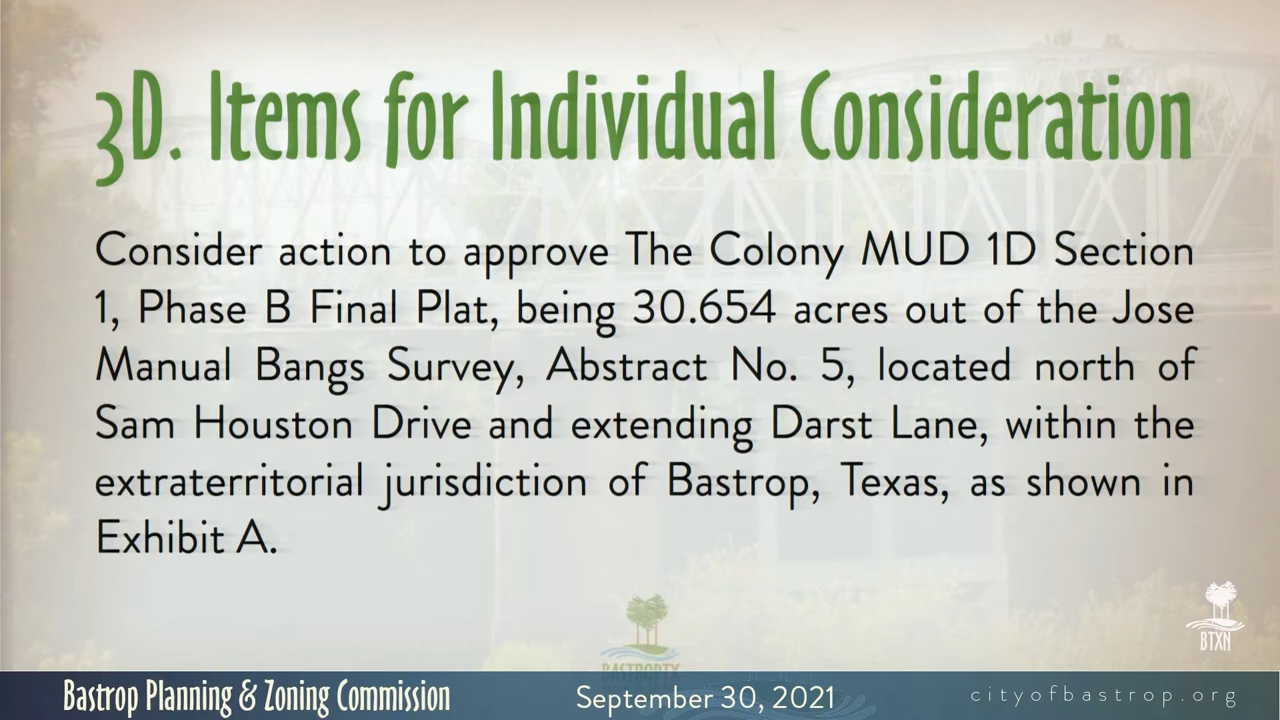 3D. Items for Individual Consideration
Consider action to approve The Colony MUD 1D Section
1, Phase B Final Plat, being 30.654 acres out of the Jose
Manual Bangs Survey, Abstract No. 5, located north of
Sam Houston Drive and extending Darst Lane, within the
extraterritorial jurisdiction of Bastrop, Texas, as shown in
Exhibit A.
BTXN
BASTROPTX
Bastrop Planning & Zoning Commission
September 30, 2021
cityofbastrop.org